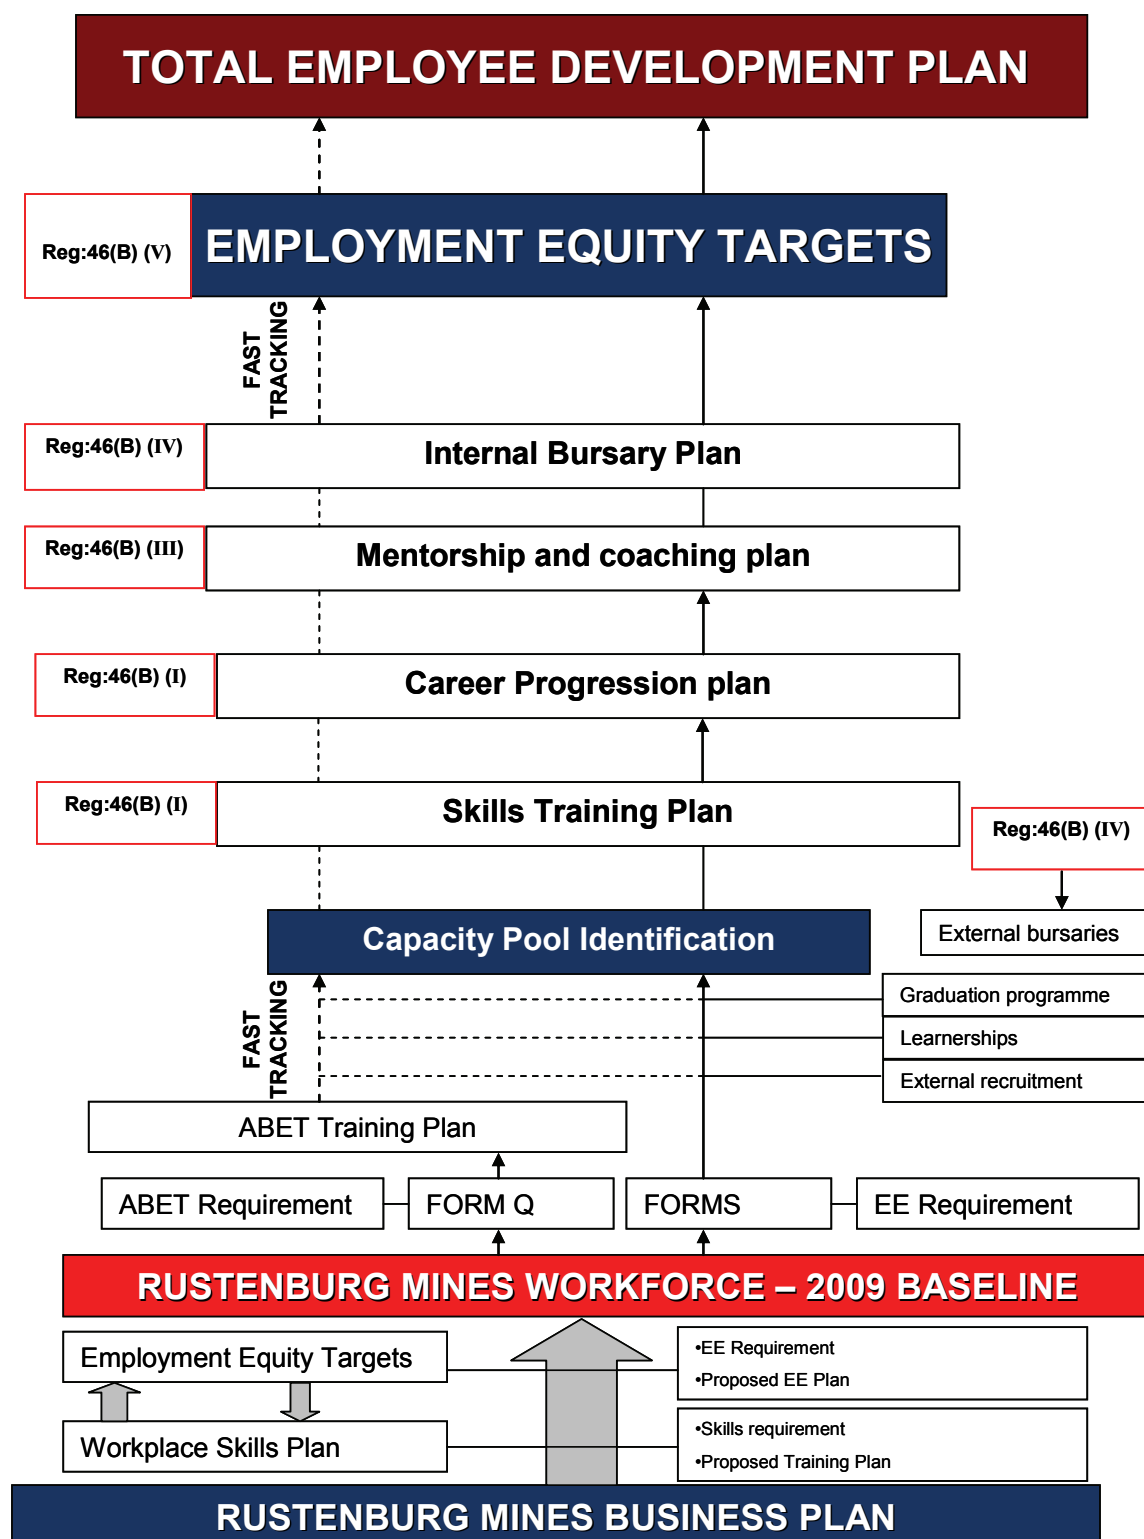 TOTAL EMPLOYEE DEVELOPMENT PLAN
Reg:46(B) (V)
EMPLOYMENT EQUITY TARGETS
FAST
TRACKING
Reg:46(B) (IV)
Internal Bursary Plan
Reg:46(B) (III)
Mentorship and coaching plan
Reg:46(B) (I)
Career Progression plan
Reg:46(B) (I)
Skills Training Plan
Reg:46(B) (IV)
Capacity Pool Identification
External bursaries
FAST
TRACKING
Graduation programme
Learnerships
External recruitment
ABET Training Plan
ABET Requirement
FORM Q
FORMS
EE Requirement
RUSTENBURG MINES WORKFORCE – 2009 BASELINE
Employment Equity Targets
•EE Requirement
•Proposed EE Plan
Workplace Skills Plan
•Skills requirement
•Proposed Training Plan
RUSTENBURG MINES BUSINESS PLAN